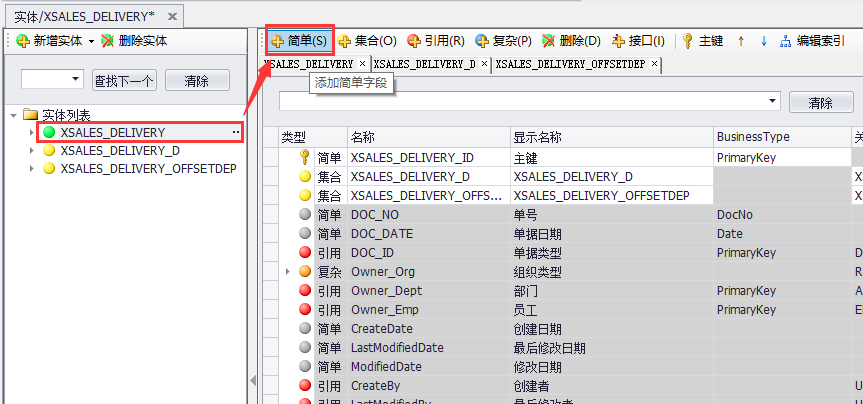 实体/XSALES_DELIVERY*
新增实体 删除实体
简单(S) 集合(O) 引用(R) 复杂(P) 删除(D) 接口(I) 主键 编辑索引
XSALES_DELIVERY XSALES_DELIVERY_D XSALES_DELIVERY_OFFSETDEP
添加简单字段
查找下一个 清除
清除
实体列表
XSALES_DELIVERY ..
XSALES_DELIVERY_D
XSALES_DELIVERY_OFFSETDEP
类型 名称 显示名称 BusinessType
简单 XSALES_DELIVERY_ID 主键 PrimaryKey
集合 XSALES_DELIVERY_D XSALES_DELIVERY_D
集合 XSALES_DELIVERY_OFFS... XSALES_DELIVERY_OFFSETDEP
简单 DOC_NO 单号 DocNo
简单 DOC_DATE 单据日期 Date
引用 DOC_ID 单据类型 PrimaryKey D
复杂 Owner_Org 组织类型 R
引用 Owner_Dept 部门 PrimaryKey A
引用 Owner_Emp 员工 PrimaryKey
简单 CreateDate 创建日期
简单 LastModifiedDate 最后修改日期
简单 ModifiedDate 修改日期
引用 CreateBy 创建者 U
引用 LastModifiedBy 最后修改者